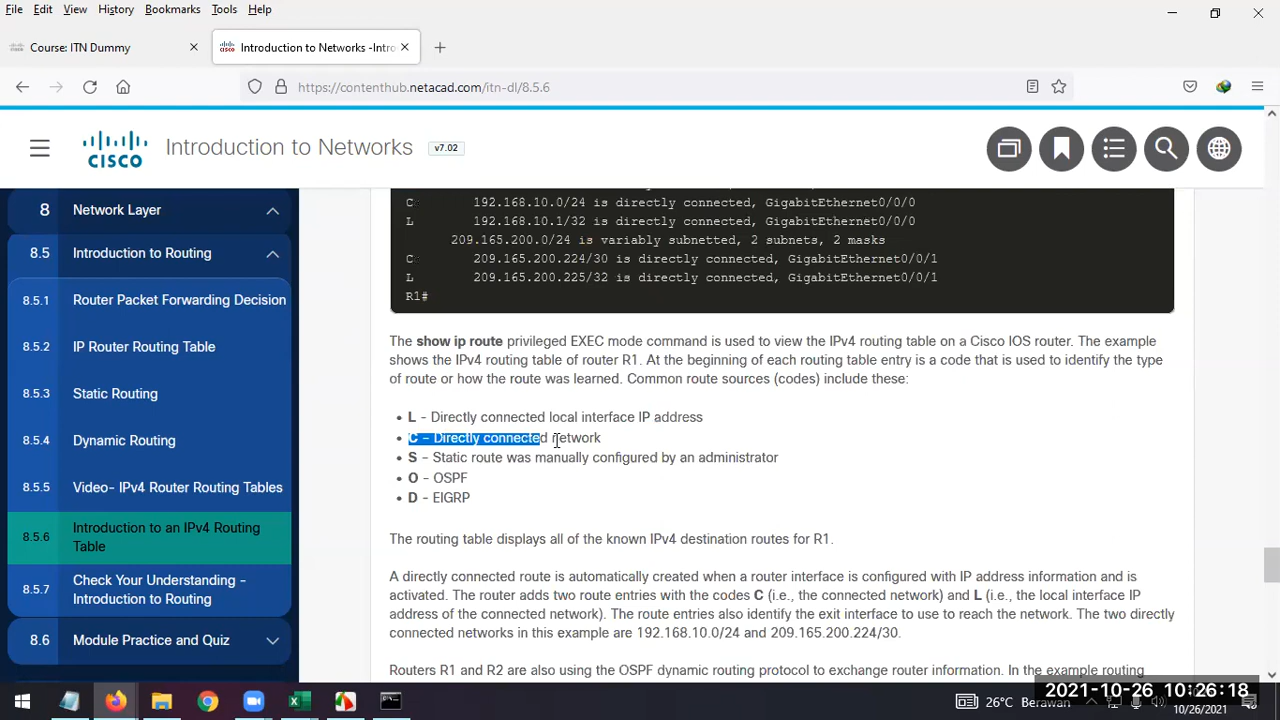 File Edit View History Bookmarks Tools Help
Course: ITN Dummy × Introduction to Networks -Intro × +
https://contenthub.netacad.com/itn-dl/8.5.6
CISCO Introduction to Networks v7.02
8 Network Layer
8.5 Introduction to Routing
8.5.1 Router Packet Forwarding Decision
8.5.2 IP Router Routing Table
8.5.3 Static Routing
8.5.4 Dynamic Routing
8.5.5 Video- IPv4 Router Routing Tables
8.5.6 Introduction to an IPv4 Routing
Table
8.5.7 Check Your Understanding -
Introduction to Routing
8.6 Module Practice and Quiz
C 192.168.10.0/24 is directly connected, GigabitEthernet0/0/0
L 192.168.10.1/32 is directly connected, GigabitEthernet0/0/0
209.165.200.0/24 is variably subnetted, 2 subnets, 2 masks
C 209.165.200.224/30 is directly connected, GigabitEthernet0/0/1
L 209.165.200.225/32 is directly connected, GigabitEthernet0/0/1
R1#
The show ip route privileged EXEC mode command is used to view the IPv4 routing table on a Cisco IOS router. The example
shows the IPv4 routing table of router R1. At the beginning of each routing table entry is a code that is used to identify the type
of route or how the route was learned. Common route sources (codes) include these:
• L - Directly connected local interface IP address
• C – Directly connected network
• S - Static route was manually configured by an administrator
• O - OSPF
• D - EIGRP
The routing table displays all of the known IPv4 destination routes for R1.
A directly connected route is automatically created when a router interface is configured with IP address information and is
activated. The router adds two route entries with the codes C (i.e., the connected network) and L (i.e., the local interface IP
address of the connected network). The route entries also identify the exit interface to use to reach the network. The two directly
connected networks in this example are 192.168.10.0/24 and 209.165.200.224/30.
Routers R1 and R2 are also using the OSPF dynamic routing protocol to exchange router information. In the example routing
26°C Berawan
2021-10-26 10:26:18
10/26/2021